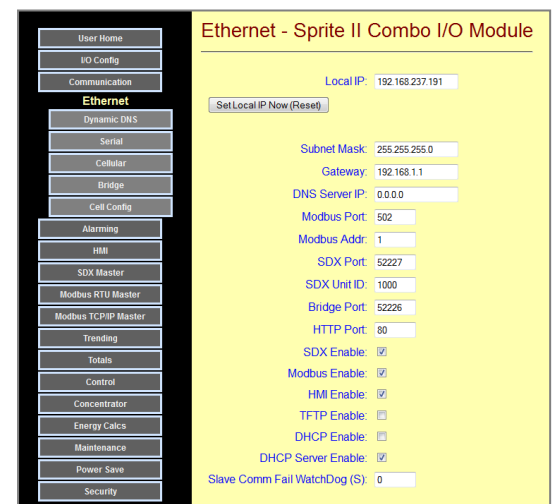 User Home
I/O Config
Communication
Ethernet
Dynamic DNS
Serial
Cellular
Bridge
Cell Config
Alarming
HMI
SDX Master
Modbus RTU Master
Modbus TCP/IP Master
Trending
Totals
Control
Concentrator
Energy Calcs
Maintenance
Power Save
Security
Ethernet - Sprite II Combo I/O Module
Local IP: 192.168.237.191
Set Local IP Now (Reset)
Subnet Mask: 255.255.255.0
Gateway: 192.168.1.1
DNS Server IP: 0.0.0.0
Modbus Port: 502
Modbus Addr: 1
SDX Port: 52227
SDX Unit ID: 1000
Bridge Port: 52226
HTTP Port: 80
SDX Enable:
Modbus Enable:
HMI Enable:
TFTP Enable:
DHCP Enable:
DHCP Server Enable:
Slave Comm Fail WatchDog (S): 0